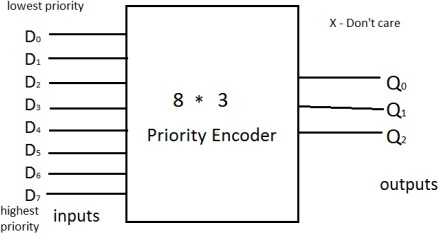 lowest priority
X - Don't care
D₀
D₁
D₂
D₃
D₄
D₅
D₆
D₇
8 * 3
Priority Encoder
Q₀
Q₁
Q₂
outputs
highest
priority
inputs